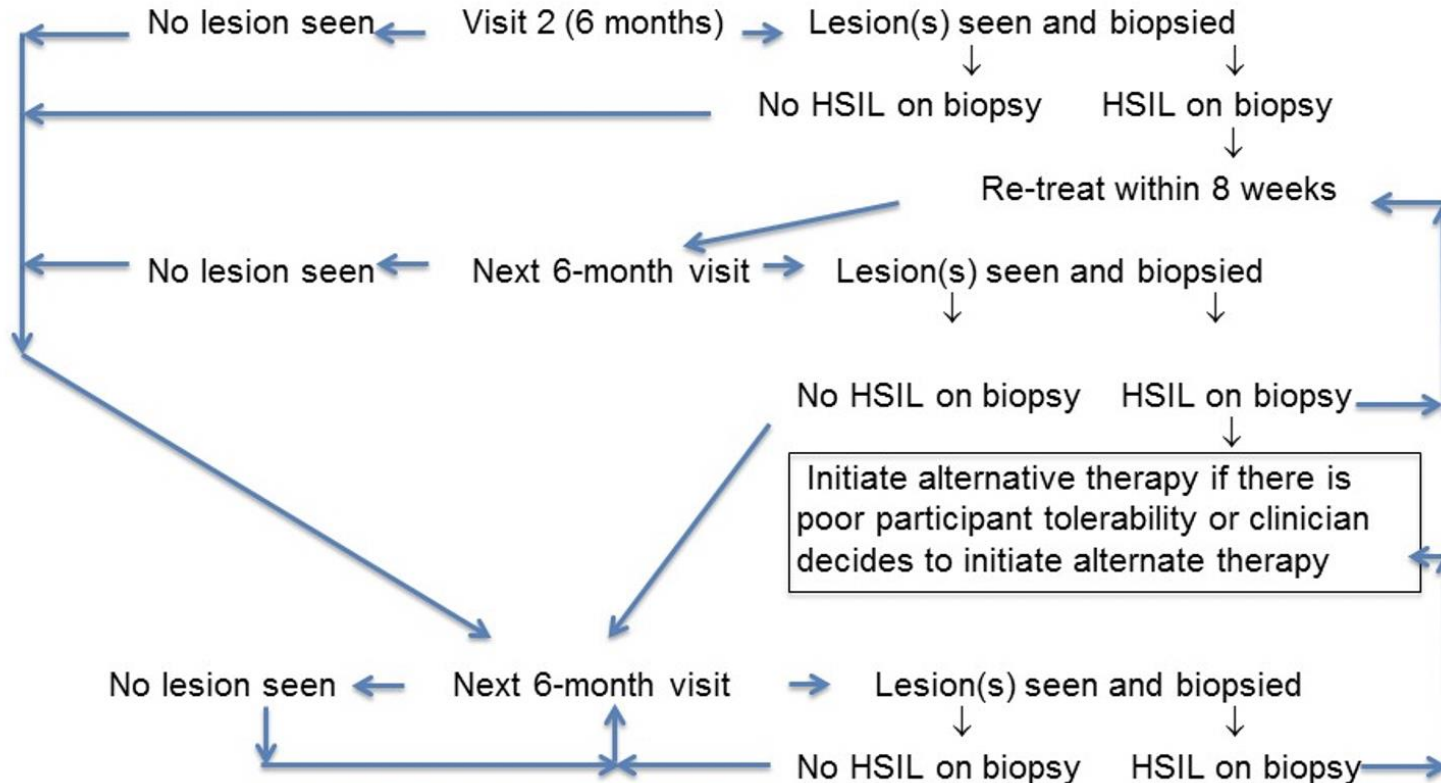 No lesion seen Visit 2 (6 months) Lesion(s) seen and biopsied
No HSIL on biopsy HSIL on biopsy
Re-treat within 8 weeks
No lesion seen Next 6-month visit Lesion(s) seen and biopsied
No HSIL on biopsy HSIL on biopsy
Initiate alternative therapy if there is
poor participant tolerability or clinician
decides to initiate alternate therapy
No lesion seen Next 6-month visit Lesion(s) seen and biopsied
No HSIL on biopsy HSIL on biopsy